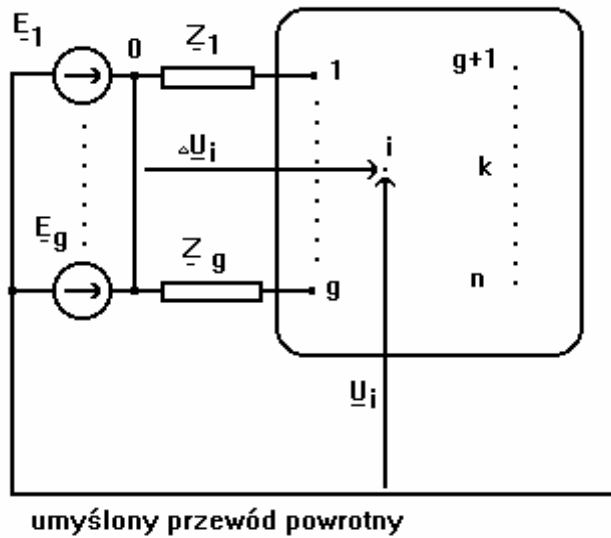 E1
0
Z1
1
g+1
ΔUi
i
k
Eg
Zg
g
n
Ui
umyślony przewód powrotny